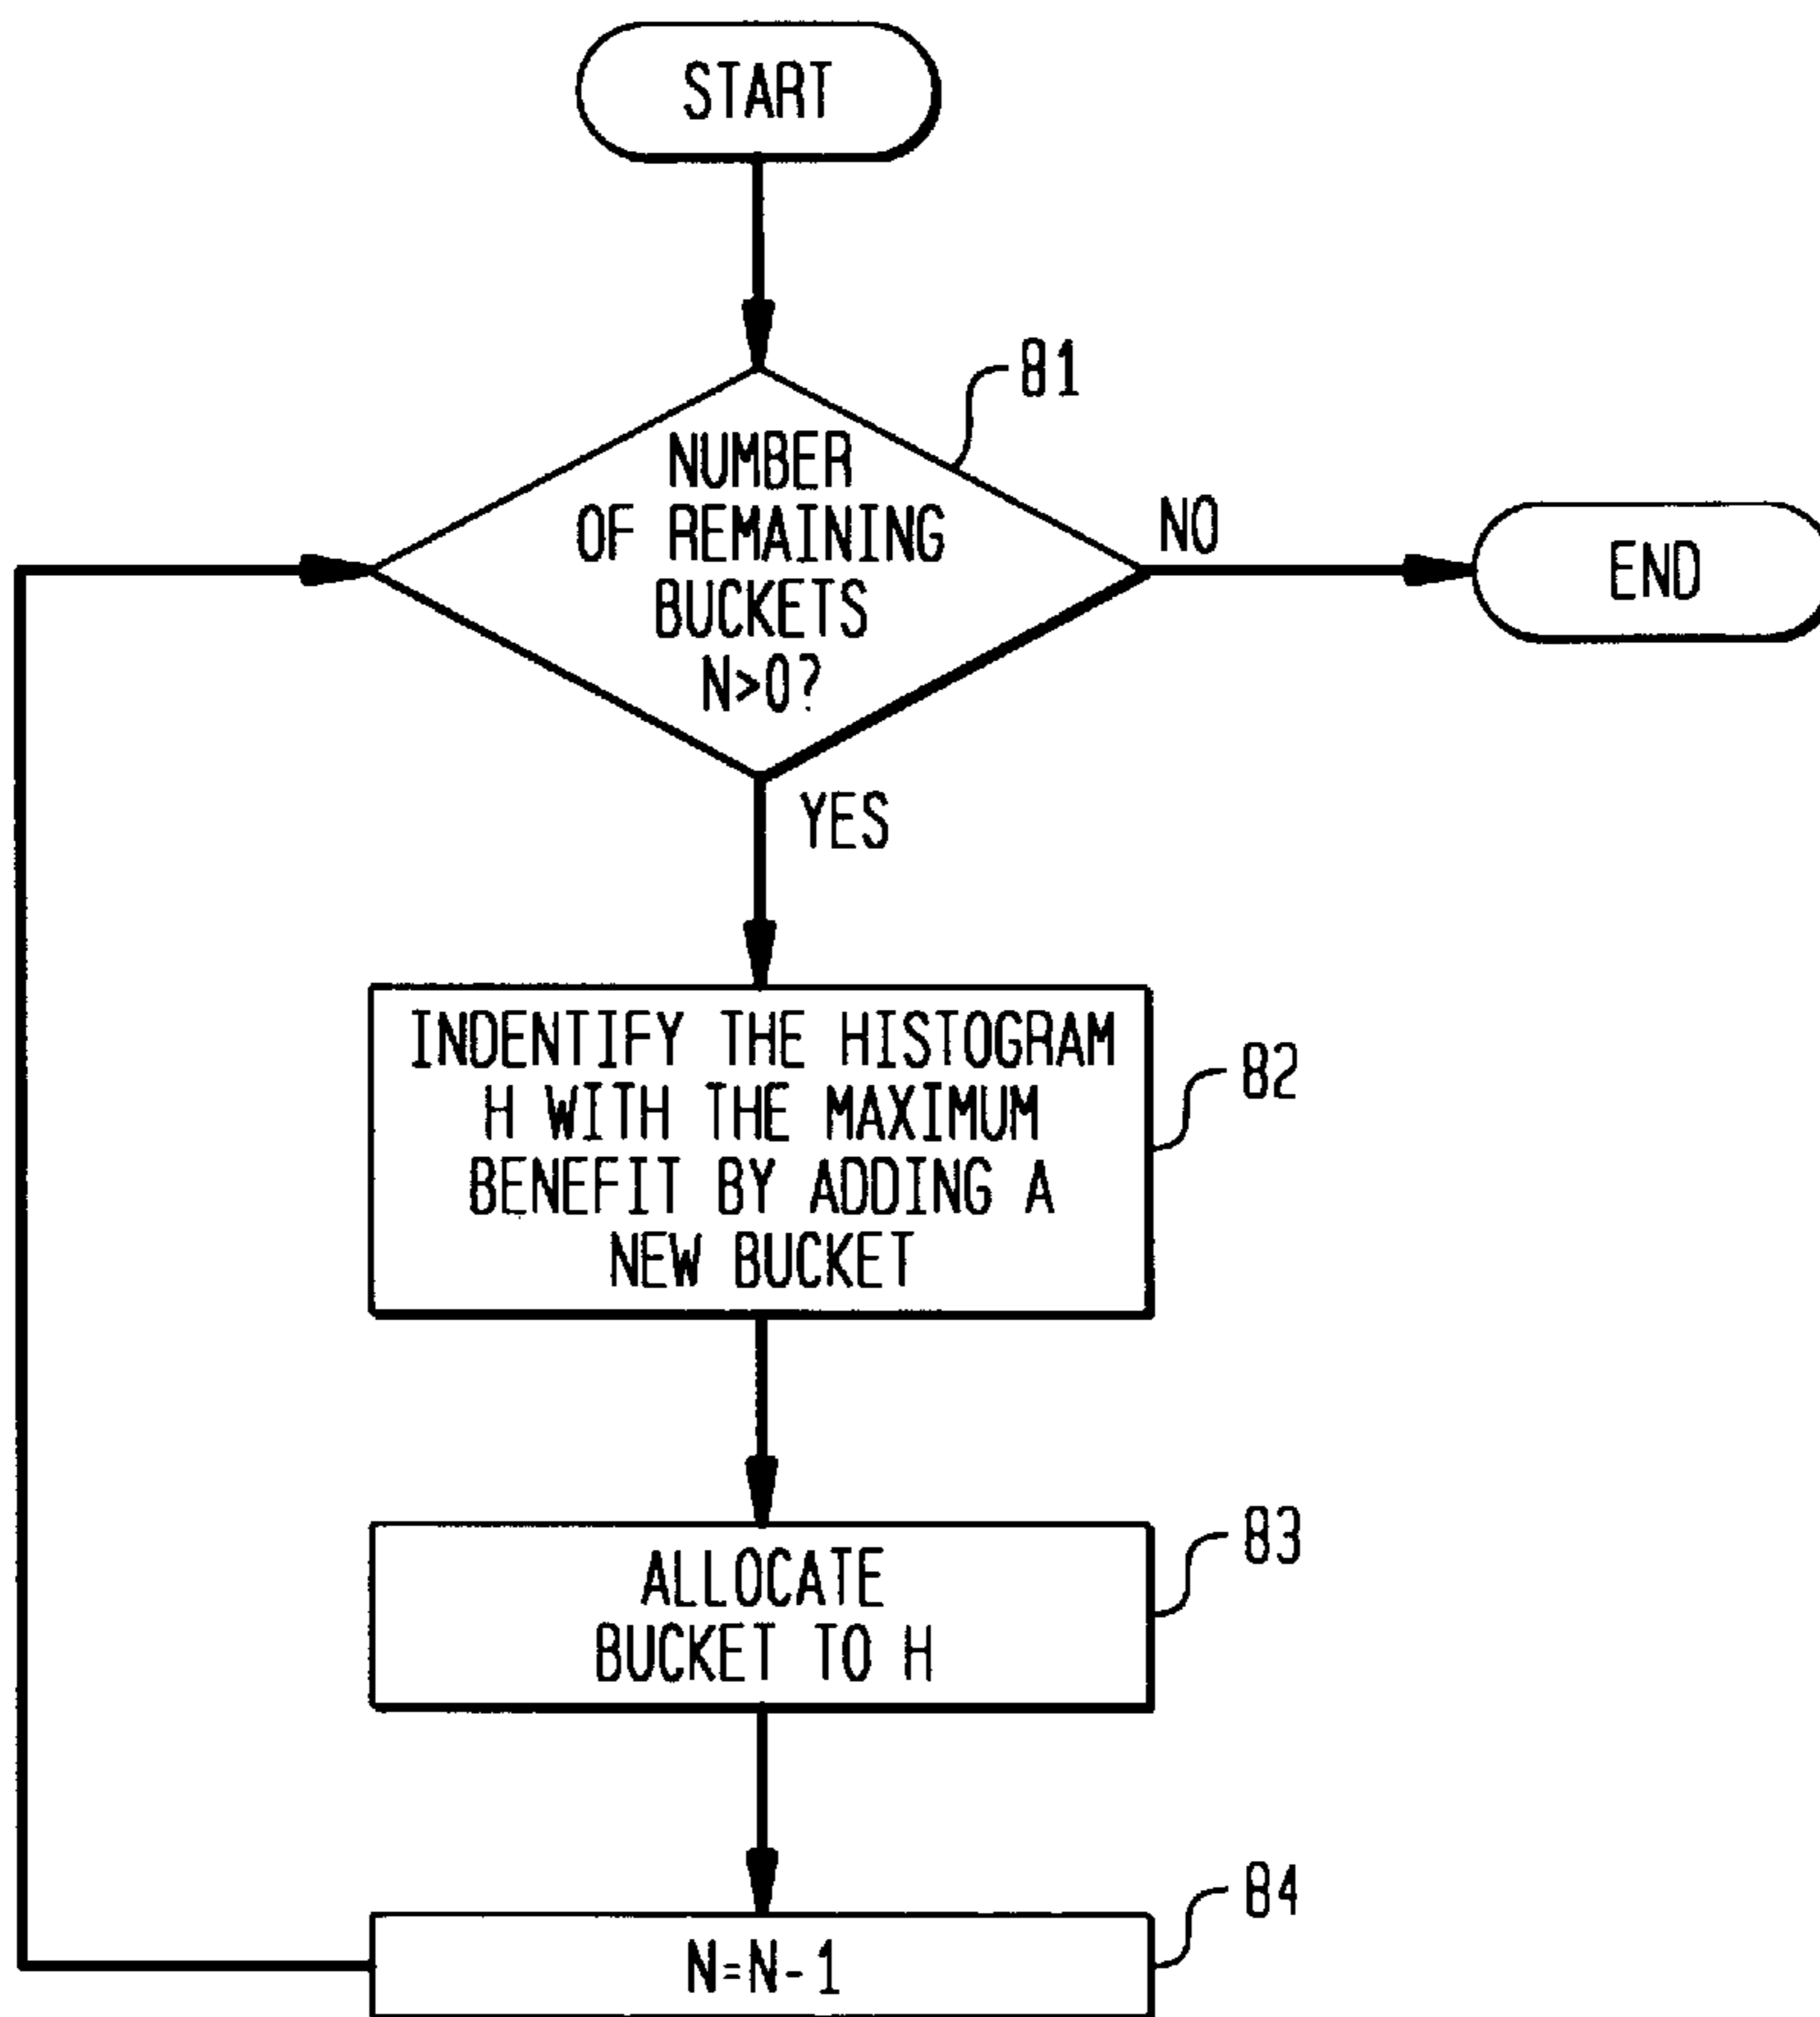 START
81
NUMBER
OF REMAINING
BUCKETS
N>0?
NO
END
YES
INDENTIFY THE HISTOGRAM
H WITH THE MAXIMUM
BENEFIT BY ADDING A
NEW BUCKET
82
ALLOCATE
BUCKET TO H
83
N=N-1
84